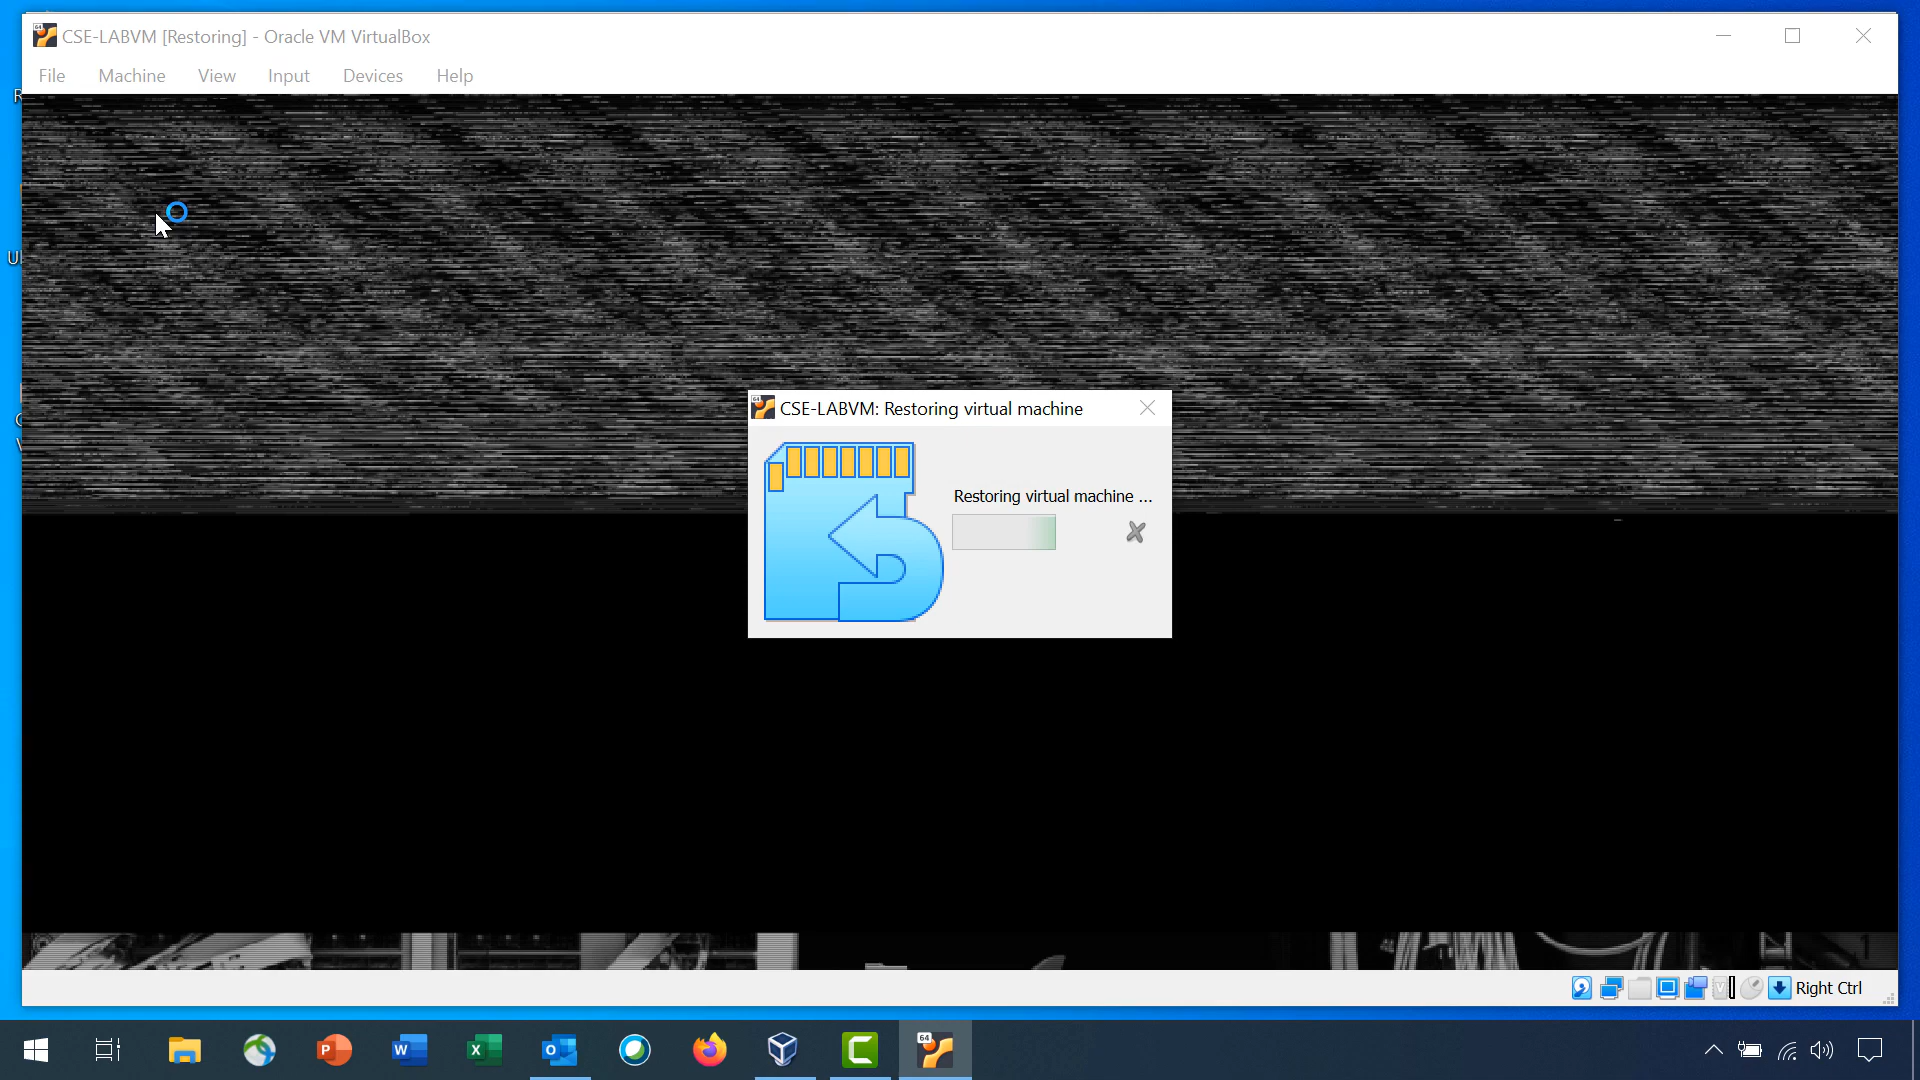 CSE-LABVM [Restoring] - Oracle VM VirtualBox
File Machine View Input Devices Help
CSE-LABVM: Restoring virtual machine
Restoring virtual machine ...
Right Ctrl
64